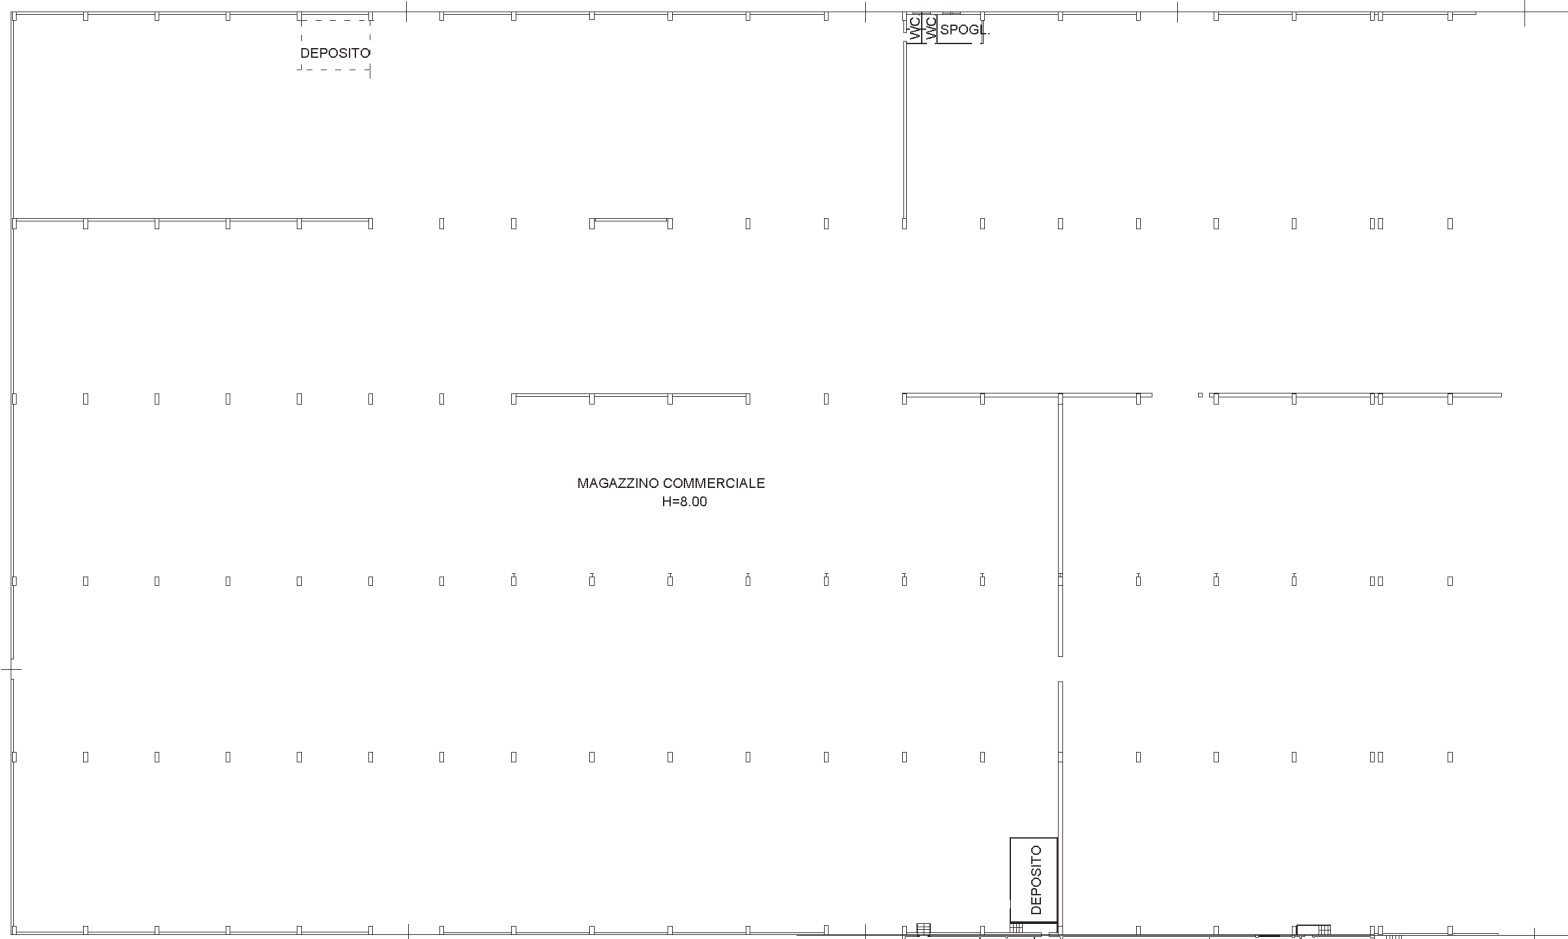 WC
WC
SPOGL.
DEPOSITO
MAGAZZINO COMMERCIALE
H=8.00
DEPOSITO